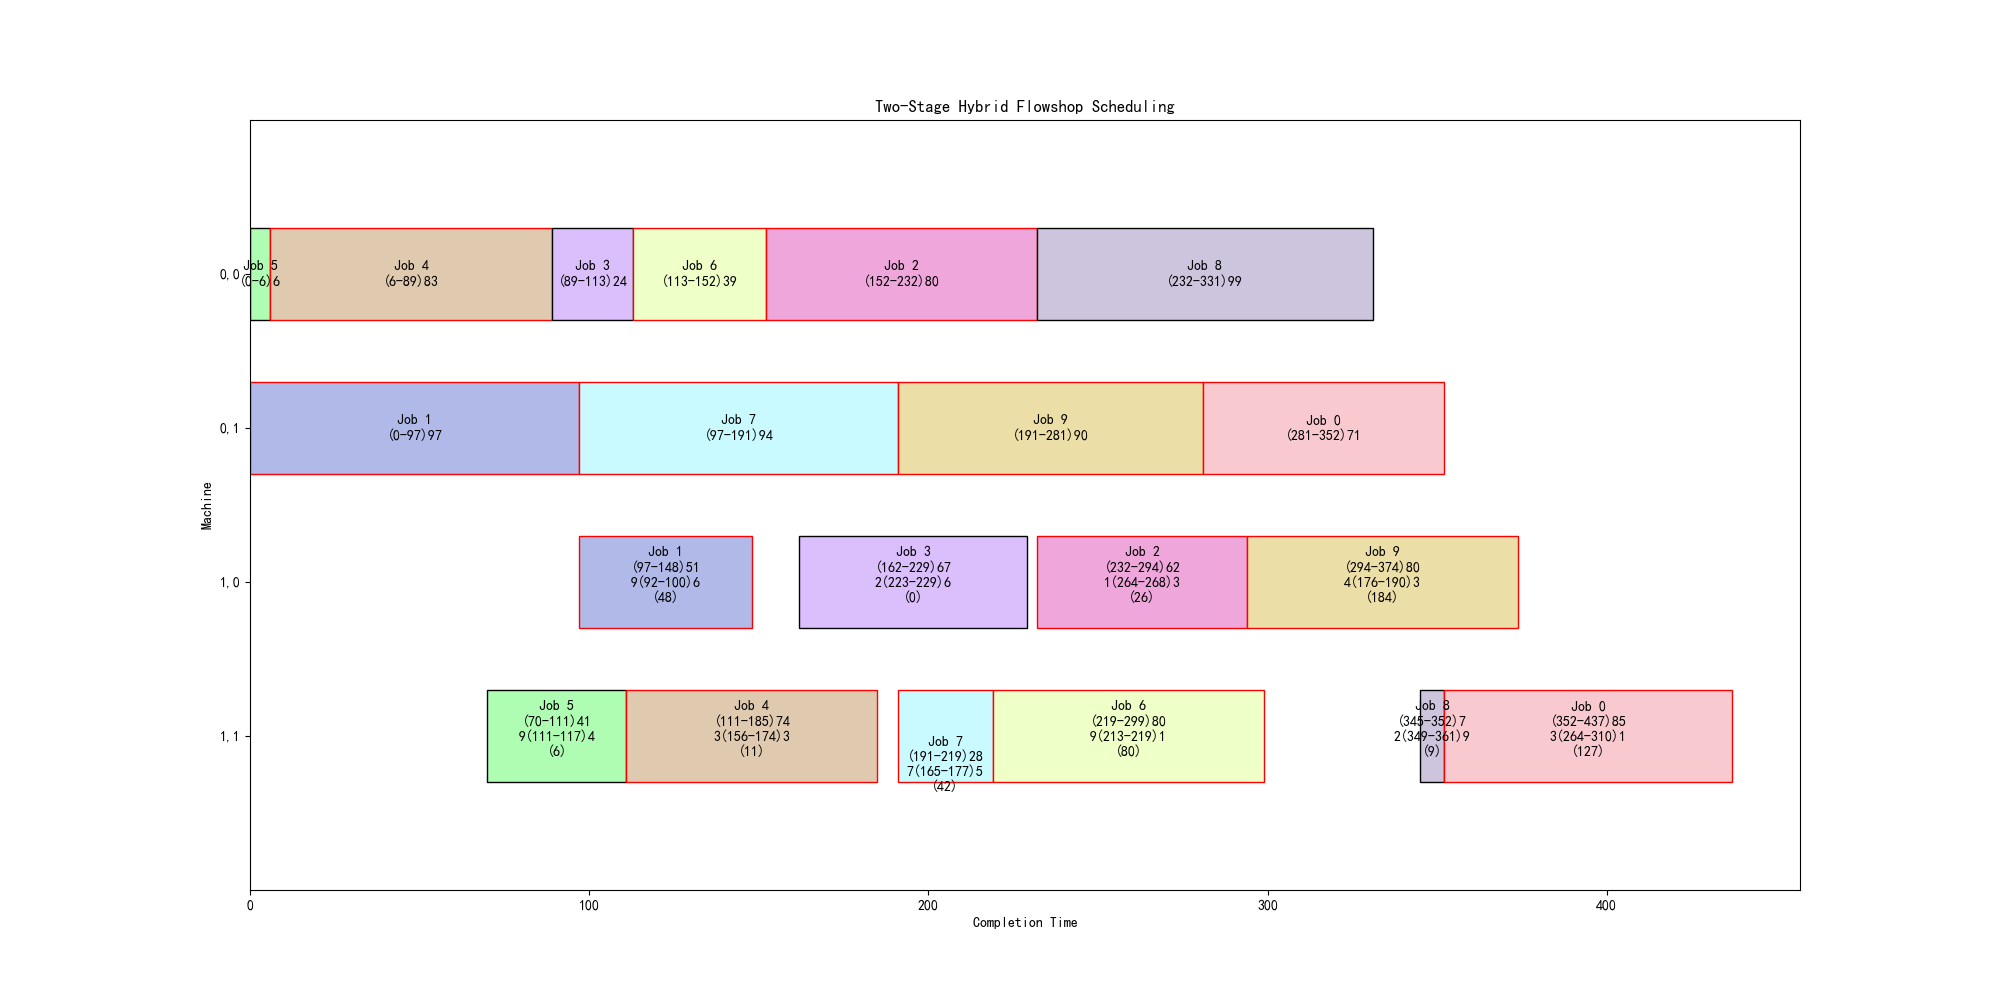 Two-Stage Hybrid Flowshop Scheduling
Machine
0,0
Job 5
(0-6)6
Job 4
(6-89)83
Job 3
(89-113)24
Job 6
(113-152)39
Job 2
(152-232)80
Job 8
(232-331)99
0,1
Job 1
(0-97)97
Job 7
(97-191)94
Job 9
(191-281)90
Job 0
(281-352)71
1,0
Job 1
(97-148)51
9(92-100)6
(48)
Job 3
(162-229)67
2(223-229)6
(0)
Job 2
(232-294)62
1(264-268)3
(26)
Job 9
(294-374)80
4(176-190)3
(184)
1,1
Job 5
(70-111)41
9(111-117)4
(6)
Job 4
(111-185)74
3(156-174)3
(11)
Job 7
(191-219)28
7(165-177)5
(42)
Job 6
(219-299)80
9(213-219)1
(80)
Job 8
(345-352)7
2(349-361)9
(9)
Job 0
(352-437)85
3(264-310)1
(127)
0
100
200
300
400
Completion Time